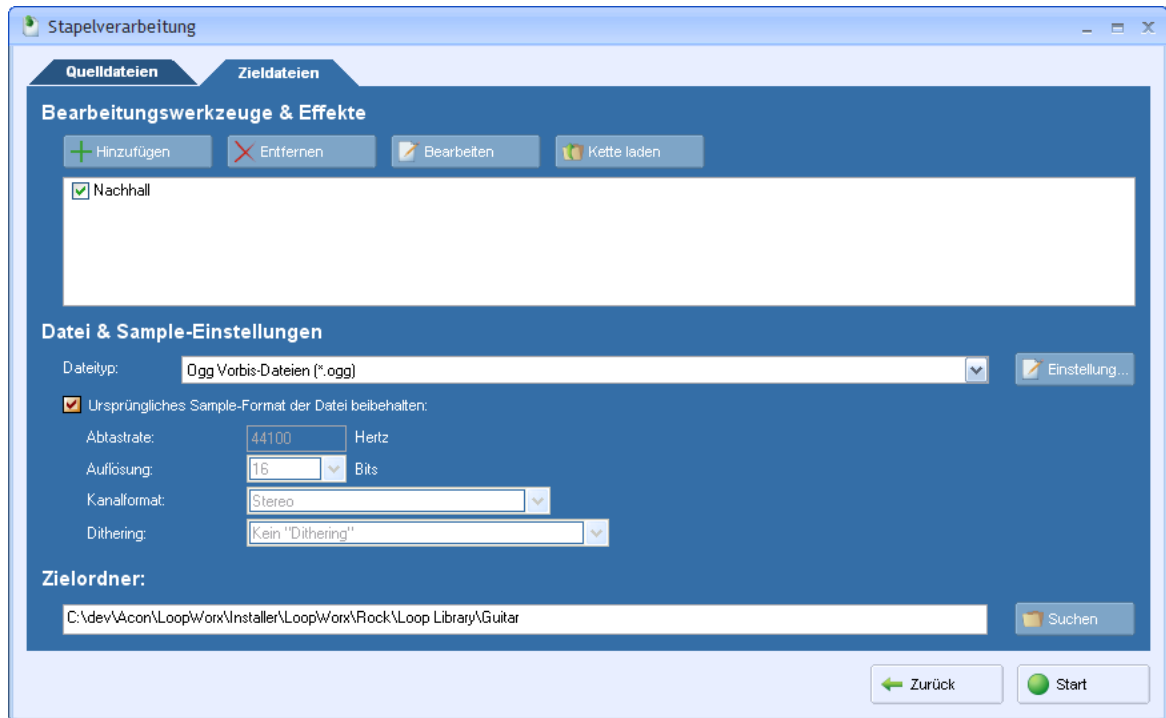 Stapelverarbeitung
Quelldateien Zieldateien
Bearbeitungswerkzeuge & Effekte
Hinzufügen Entfernen Bearbeiten Kette laden
Nachhall
Datei & Sample-Einstellungen
Dateityp: Ogg Vorbis-Dateien (*.ogg) Einstellung...
Ursprüngliches Sample-Format der Datei beibehalten:
Abtastrate: 44100 Hertz
Auflösung: 16 Bits
Kanalformat: Stereo
Dithering: Kein "Dithering"
Zielordner:
C:\dev\Acon\LoopWorx\Installer\LoopWorx\Rock\Loop Library\Guitar Suchen
Zurück Start